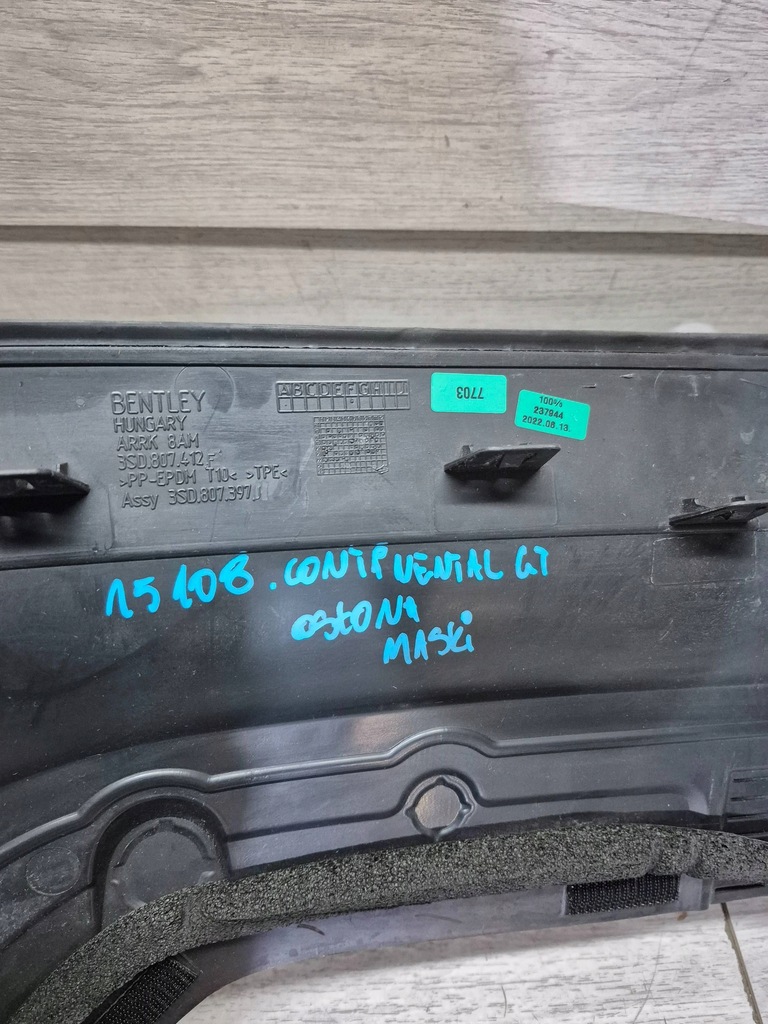 BENTLEY
HUNGARY
ARRK 8AM
3SD.807.412
>PP-EPDM T10< >TPE<
Assy 3SD.807.397
7703
100%
237944
2022.08.13.
15108. CONTINENTAL GT
OSŁONA
MASKI